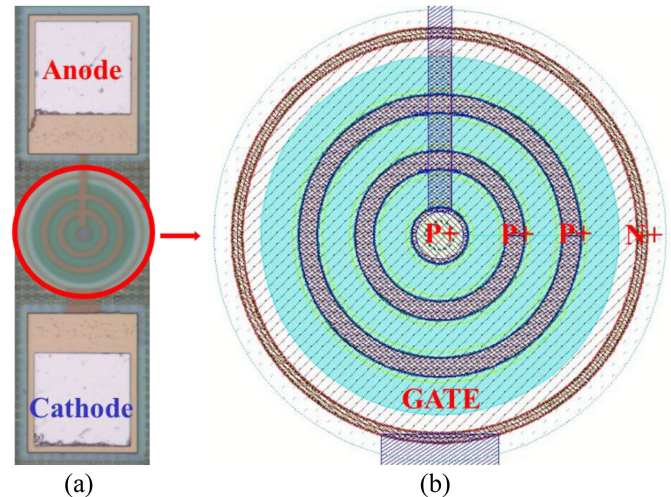 Anode
Cathode
P+ P+ P+ N+
GATE
(a) (b)